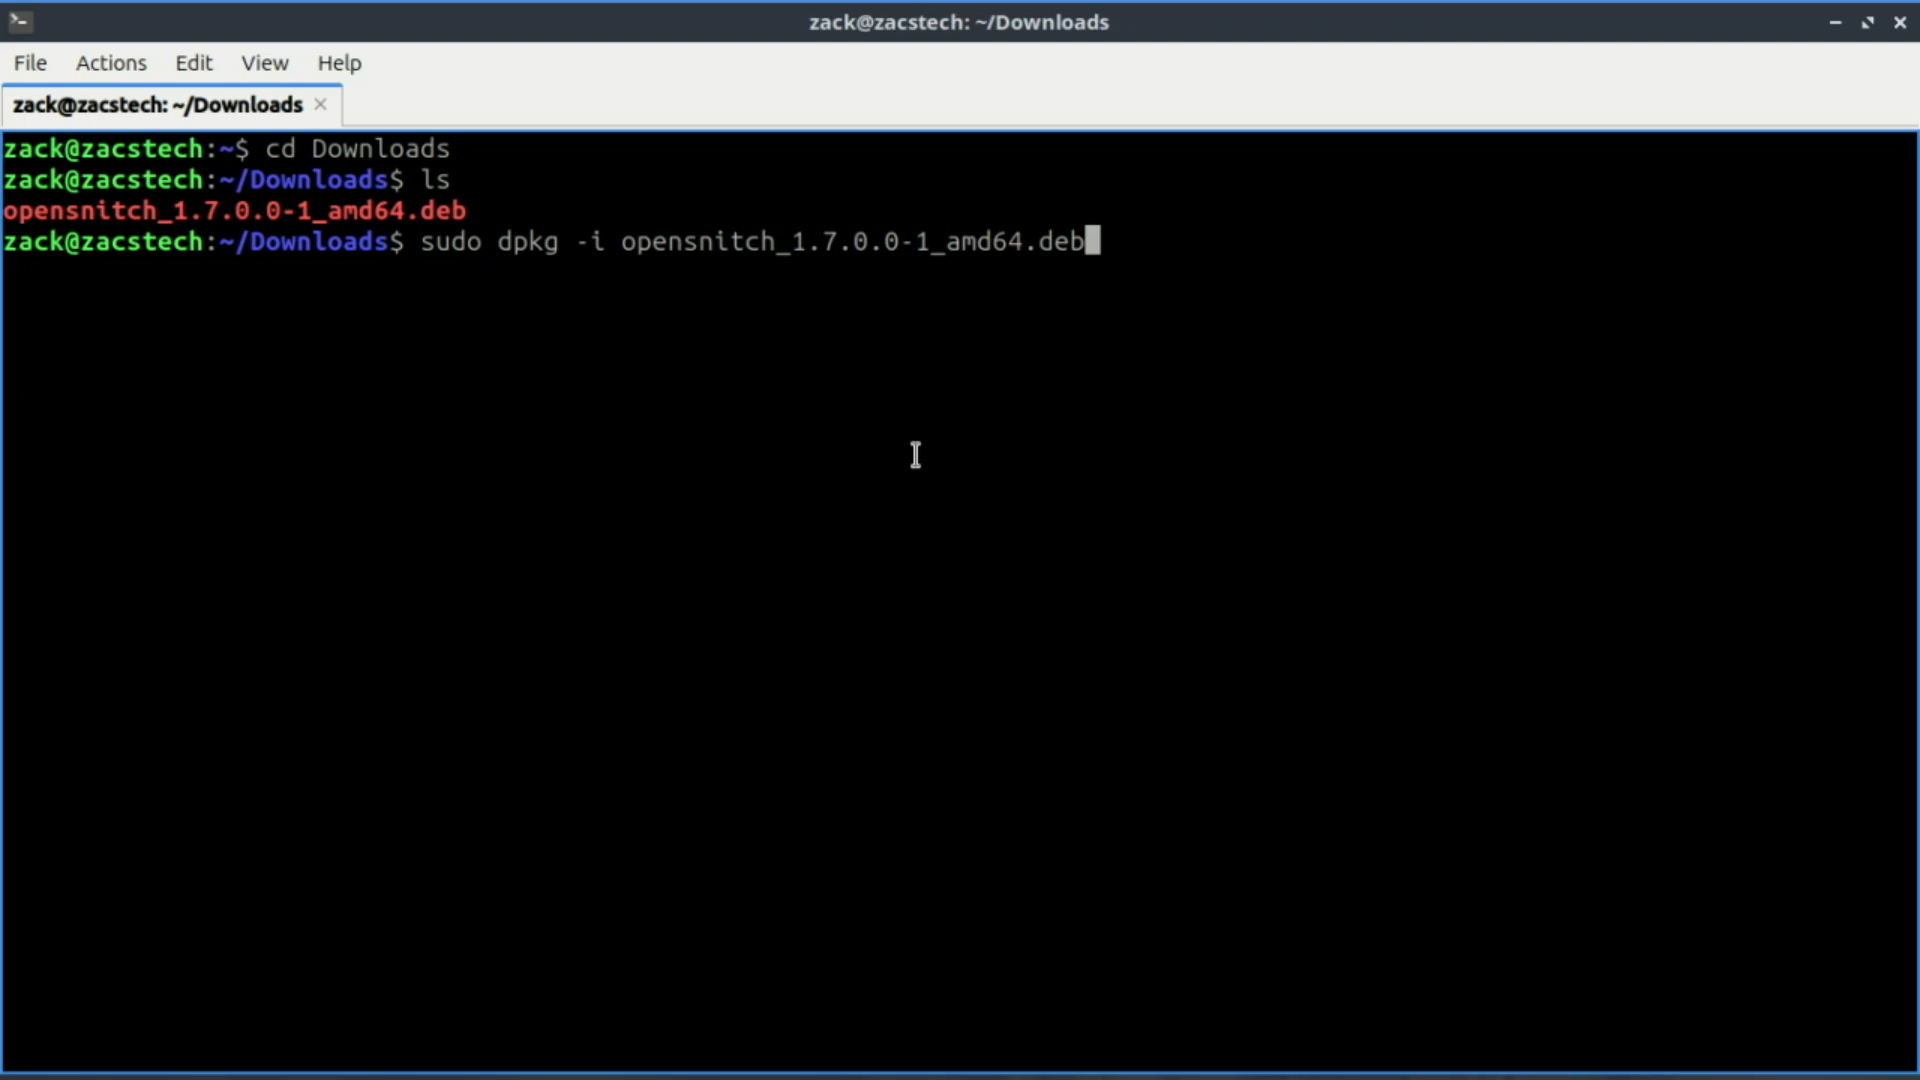 zack@zacstech: ~/Downloads
File Actions Edit View Help
zack@zacstech: ~/Downloads
zack@zacstech:~$ cd Downloads
zack@zacstech:~/Downloads$ ls
opensnitch_1.7.0.0-1_amd64.deb
zack@zacstech:~/Downloads$ sudo dpkg -i opensnitch_1.7.0.0-1_amd64.deb